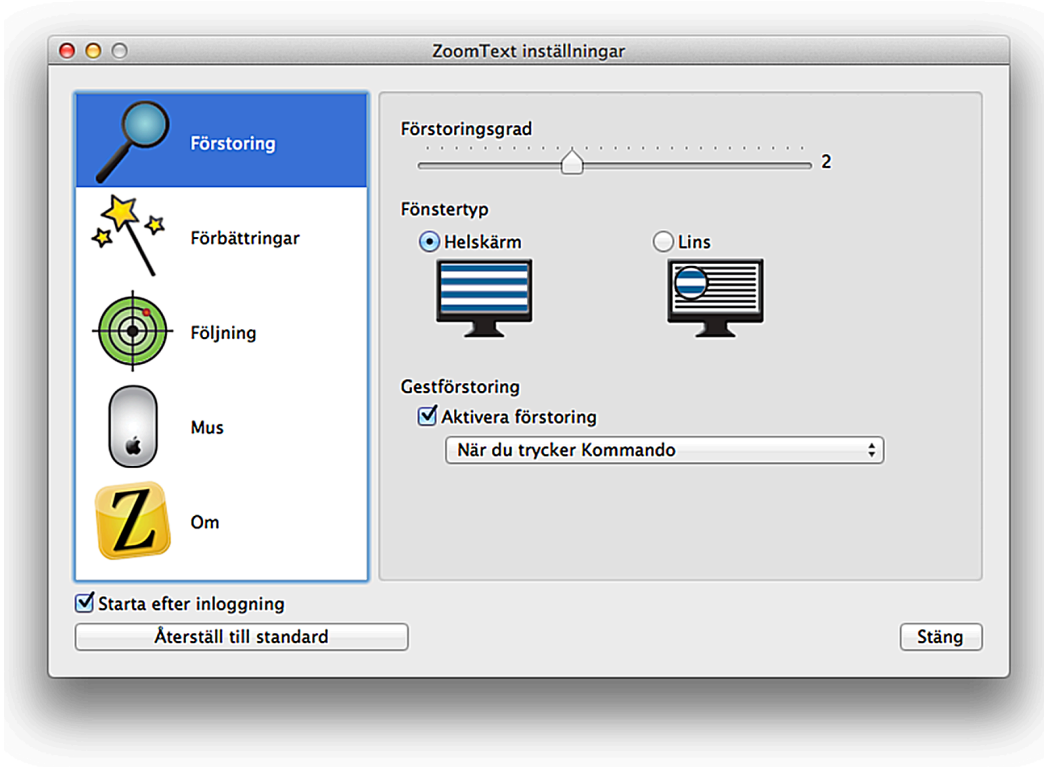 ZoomText inställningar
Förstoring
Förbättringar
Följning
Mus
Z
Om
Förstoringsgrad
2
Fönstertyp
Helskärm
Lins
Gestförstoring
Aktivera förstoring
När du trycker Kommando
Starta efter inloggning
Återställ till standard
Stäng